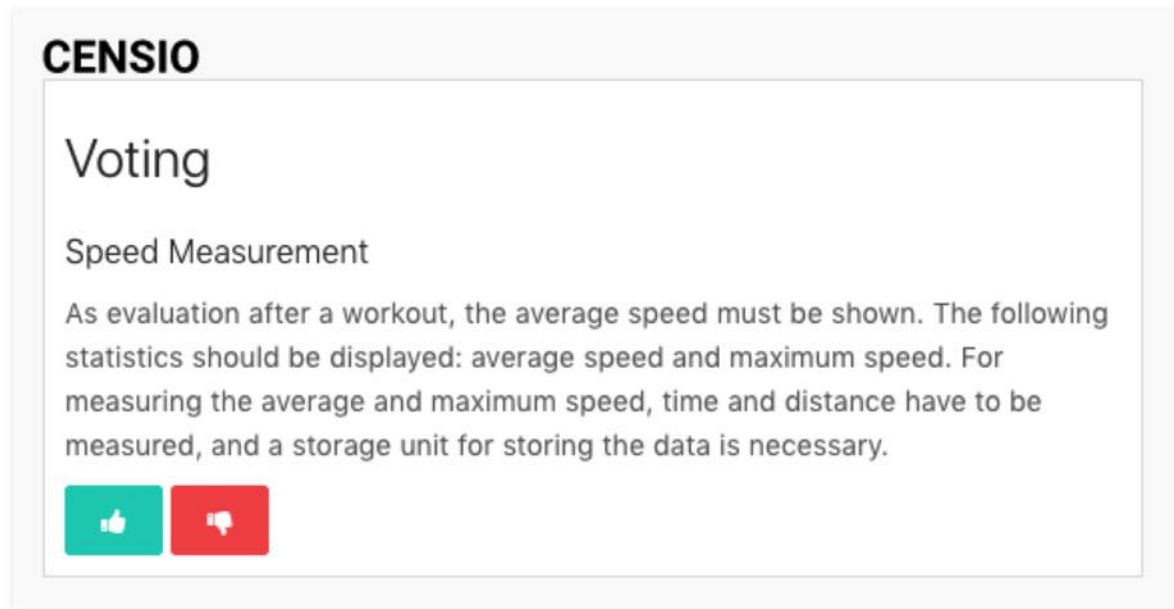 CENSIO
Voting
Speed Measurement
As evaluation after a workout, the average speed must be shown. The following
statistics should be displayed: average speed and maximum speed. For
measuring the average and maximum speed, time and distance have to be
measured, and a storage unit for storing the data is necessary.